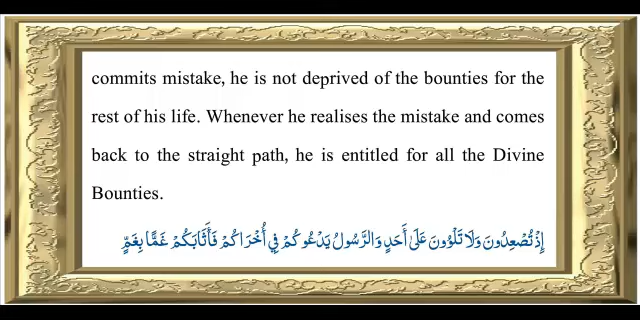 commits mistake, he is not deprived of the bounties for the
rest of his life. Whenever he realises the mistake and comes
back to the straight path, he is entitled for all the Divine
Bounties.
إِذْ تُصْعِدُونَ وَلَا تَلْوُونَ عَلَىٰ أَحَدٍ وَالرَّسُولُ يَدْعُوكُمْ فِي أُخْرَاكُمْ فَأَثَابَكُمْ غَمًّا بِغَمٍّ